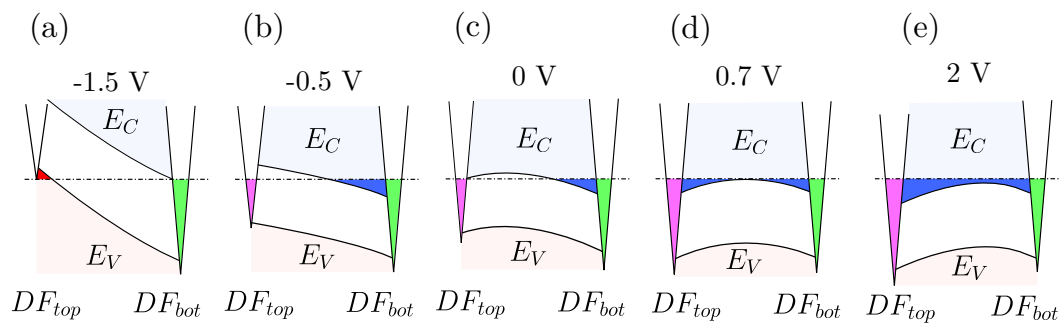 (a) (b) (c) (d) (e)
-1.5 V -0.5 V 0 V 0.7 V 2 V
E_C E_C E_C E_C E_C
E_V E_V E_V E_V E_V
DF_top DF_bot DF_top DF_bot DF_top DF_bot DF_top DF_bot DF_top DF_bot